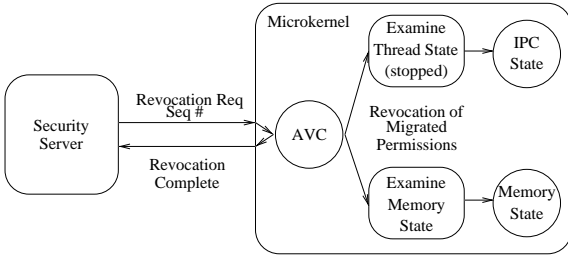 Microkernel
Examine
Thread State
(stopped)
IPC
State
Revocation Req
Seq #
Security
Server
AVC
Revocation of
Migrated
Permissions
Revocation
Complete
Examine
Memory
State
Memory
State